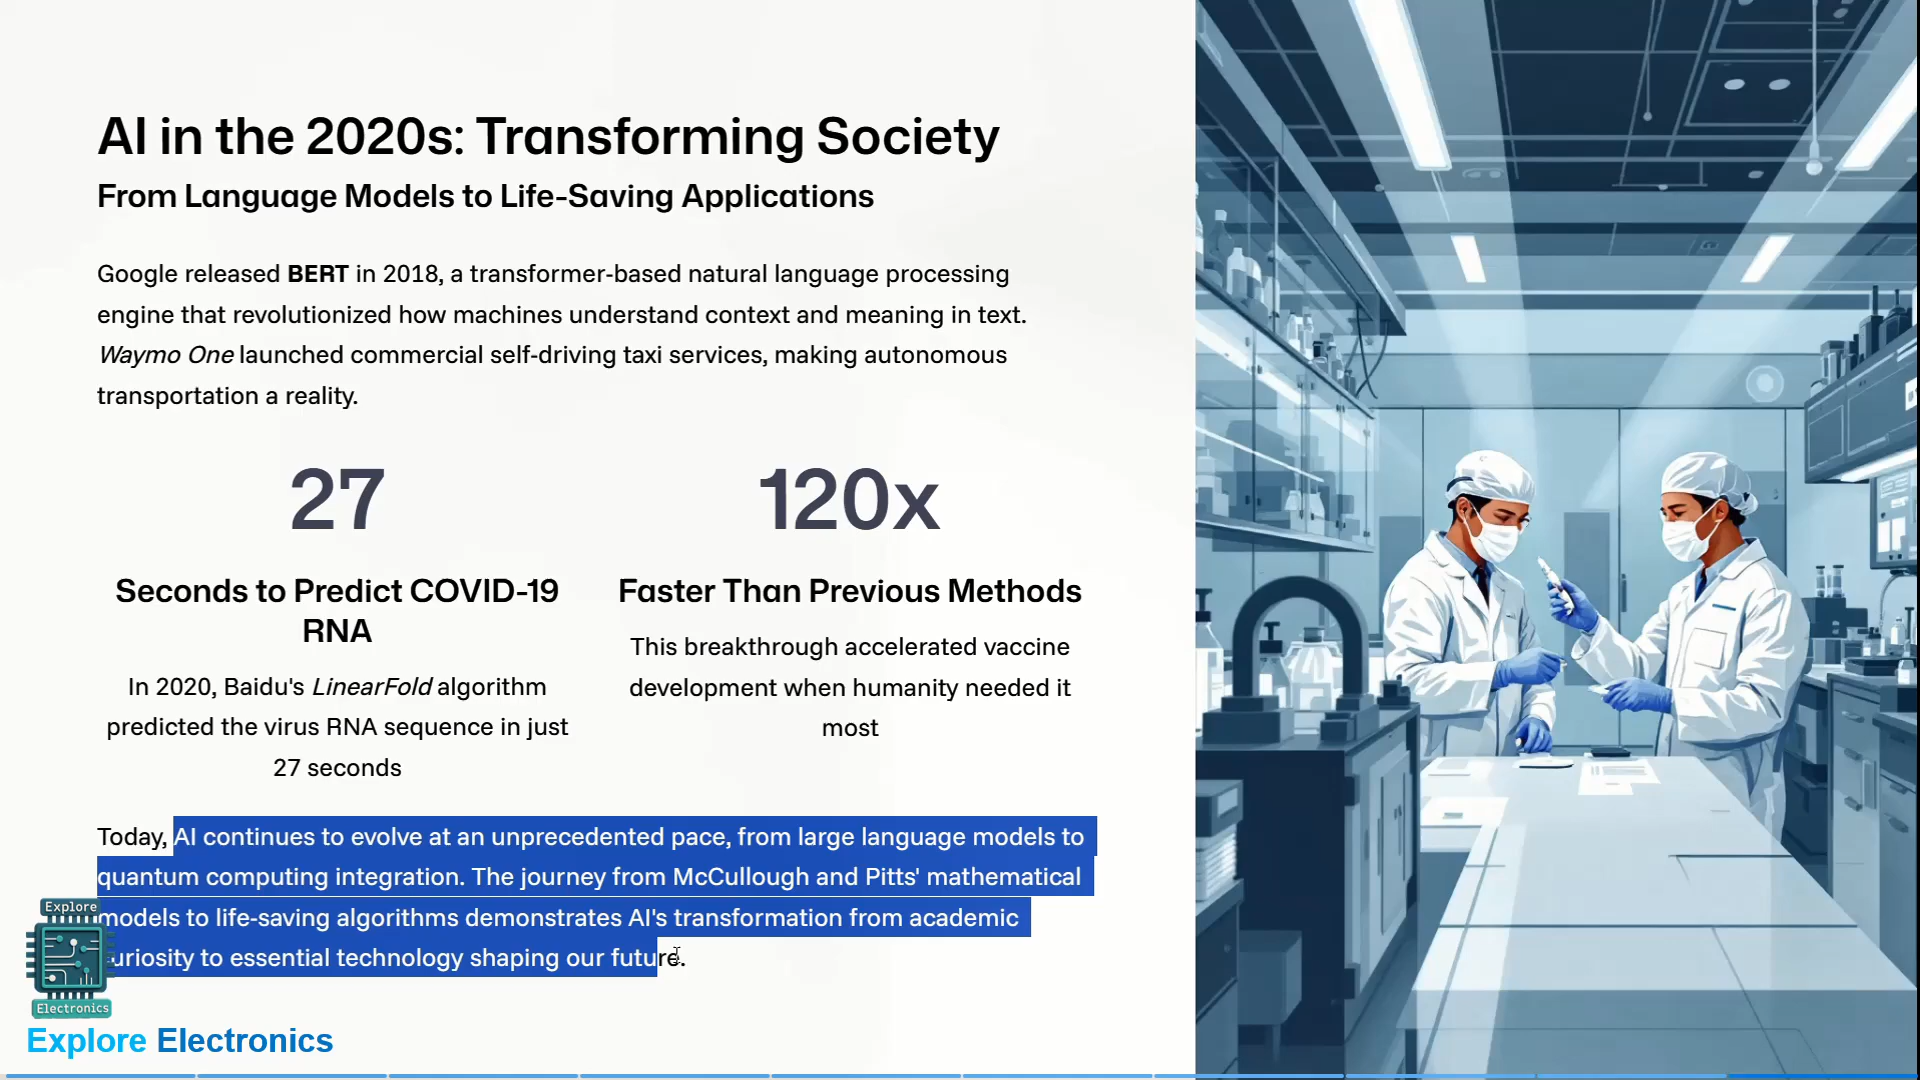 AI in the 2020s: Transforming Society
From Language Models to Life-Saving Applications
Google released BERT in 2018, a transformer-based natural language processing
engine that revolutionized how machines understand context and meaning in text.
Waymo One launched commercial self-driving taxi services, making autonomous
transportation a reality.
27
Seconds to Predict COVID-19
RNA
In 2020, Baidu's LinearFold algorithm
predicted the virus RNA sequence in just
27 seconds
120x
Faster Than Previous Methods
This breakthrough accelerated vaccine
development when humanity needed it
most
Today, AI continues to evolve at an unprecedented pace, from large language models to
quantum computing integration. The journey from McCullough and Pitts' mathematical
models to life-saving algorithms demonstrates AI's transformation from academic
curiosity to essential technology shaping our future.
Explore
Electronics
Explore Electronics